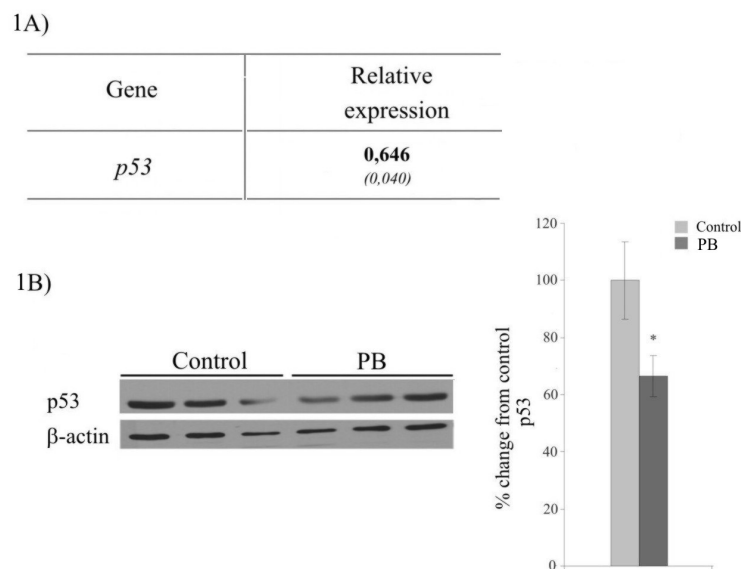 1A)
Gene
Relative
expression
p53
0,646
(0,040)
1B)
Control PB
p53
β-actin
% change from control
p53
120
100
80
60
40
20
0
*
Control
PB